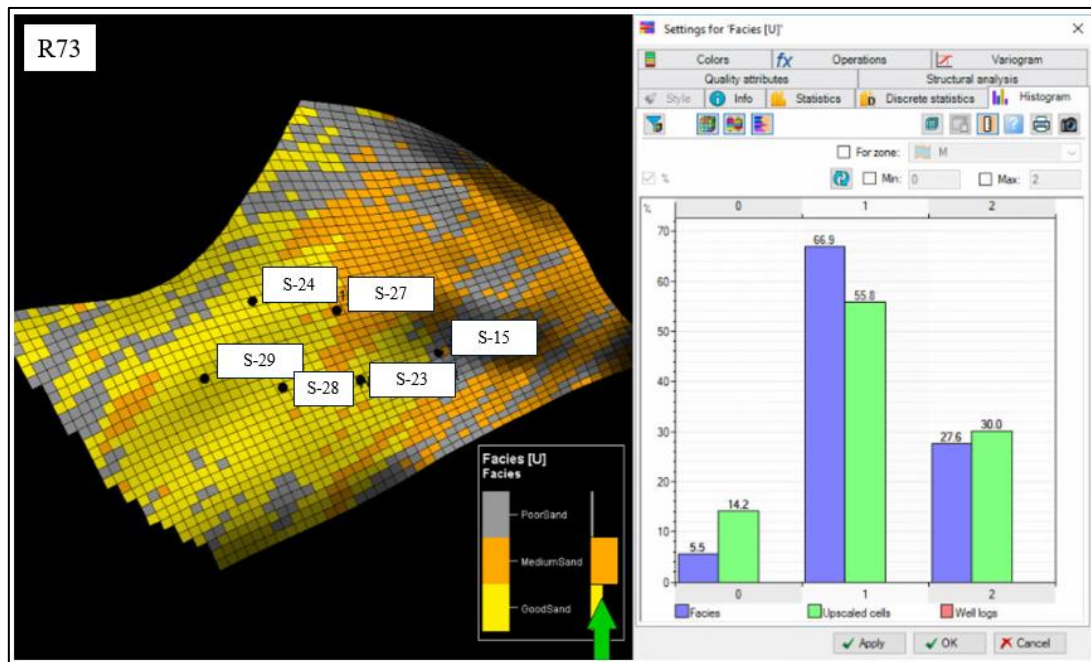 R73
S-24
S-27
S-15
S-29
S-28
S-23
Facies [U]
Facies
PoorSand
MediumSand
GoodSand
Settings for 'Facies [U]'
Colors fx Operations Variogram
Quality attributes Structural analysis
Style Info Statistics Discrete statistics Histogram
For zone: M
% Min: 0 Max: 2
% 0 1 2
70
60
50
40
30
20
10
0
66.9
55.8
27.6 30.0
14.2
5.5
0 1 2
Facies Upscaled cells Well logs
Apply OK Cancel